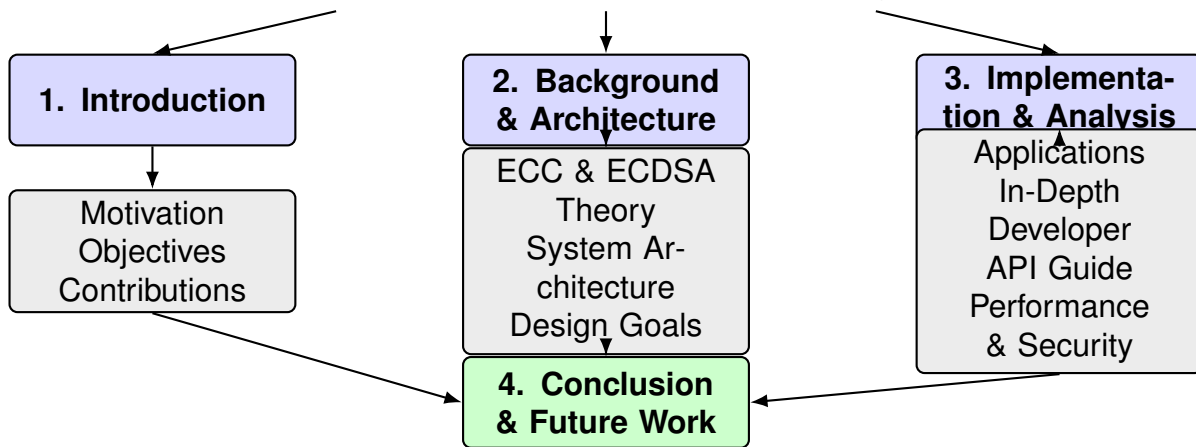 1. Introduction
Motivation
Objectives
Contributions
2. Background
& Architecture
ECC & ECDSA
Theory
System Ar-
chitecture
Design Goals
3. Implementa-
tion & Analysis
Applications
In-Depth
Developer
API Guide
Performance
& Security
4. Conclusion
& Future Work